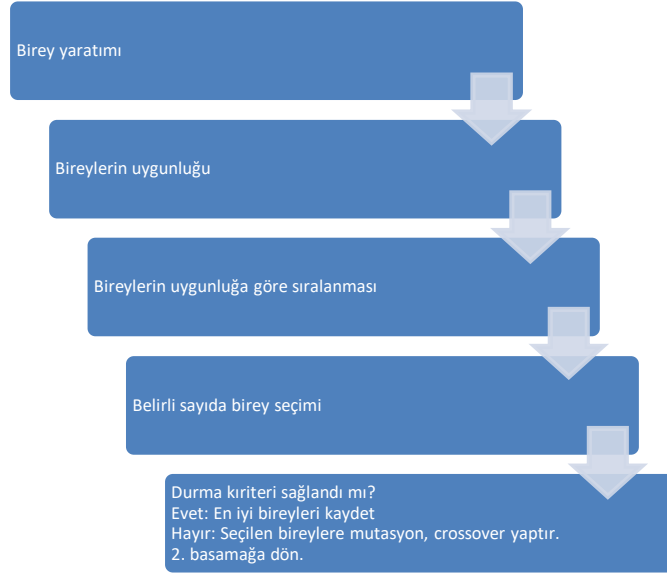 Birey yaratımı
Bireylerin uygunluğu
Bireylerin uygunluğa göre sıralanması
Belirli sayıda birey seçimi
Durma kıriteri sağlandı mı?
Evet: En iyi bireyleri kaydet
Hayır: Seçilen bireylere mutasyon, crossover yaptır.
2. basamağa dön.